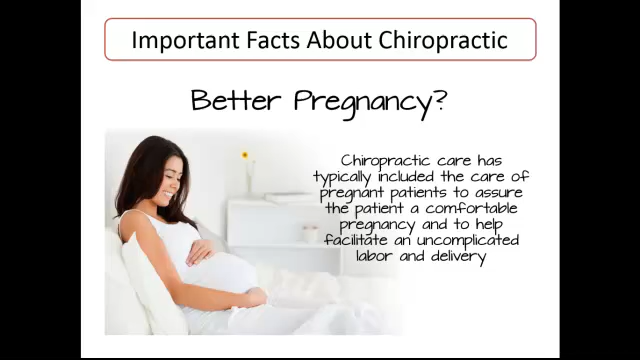 Important Facts About Chiropractic
Better Pregnancy?
Chiropractic care has
typically included the care of
pregnant patients to assure
the patient a comfortable
pregnancy and to help
facilitate an uncomplicated
labor and delivery